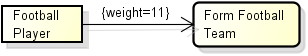 Football
Player
{weight=11}
Form Football
Team